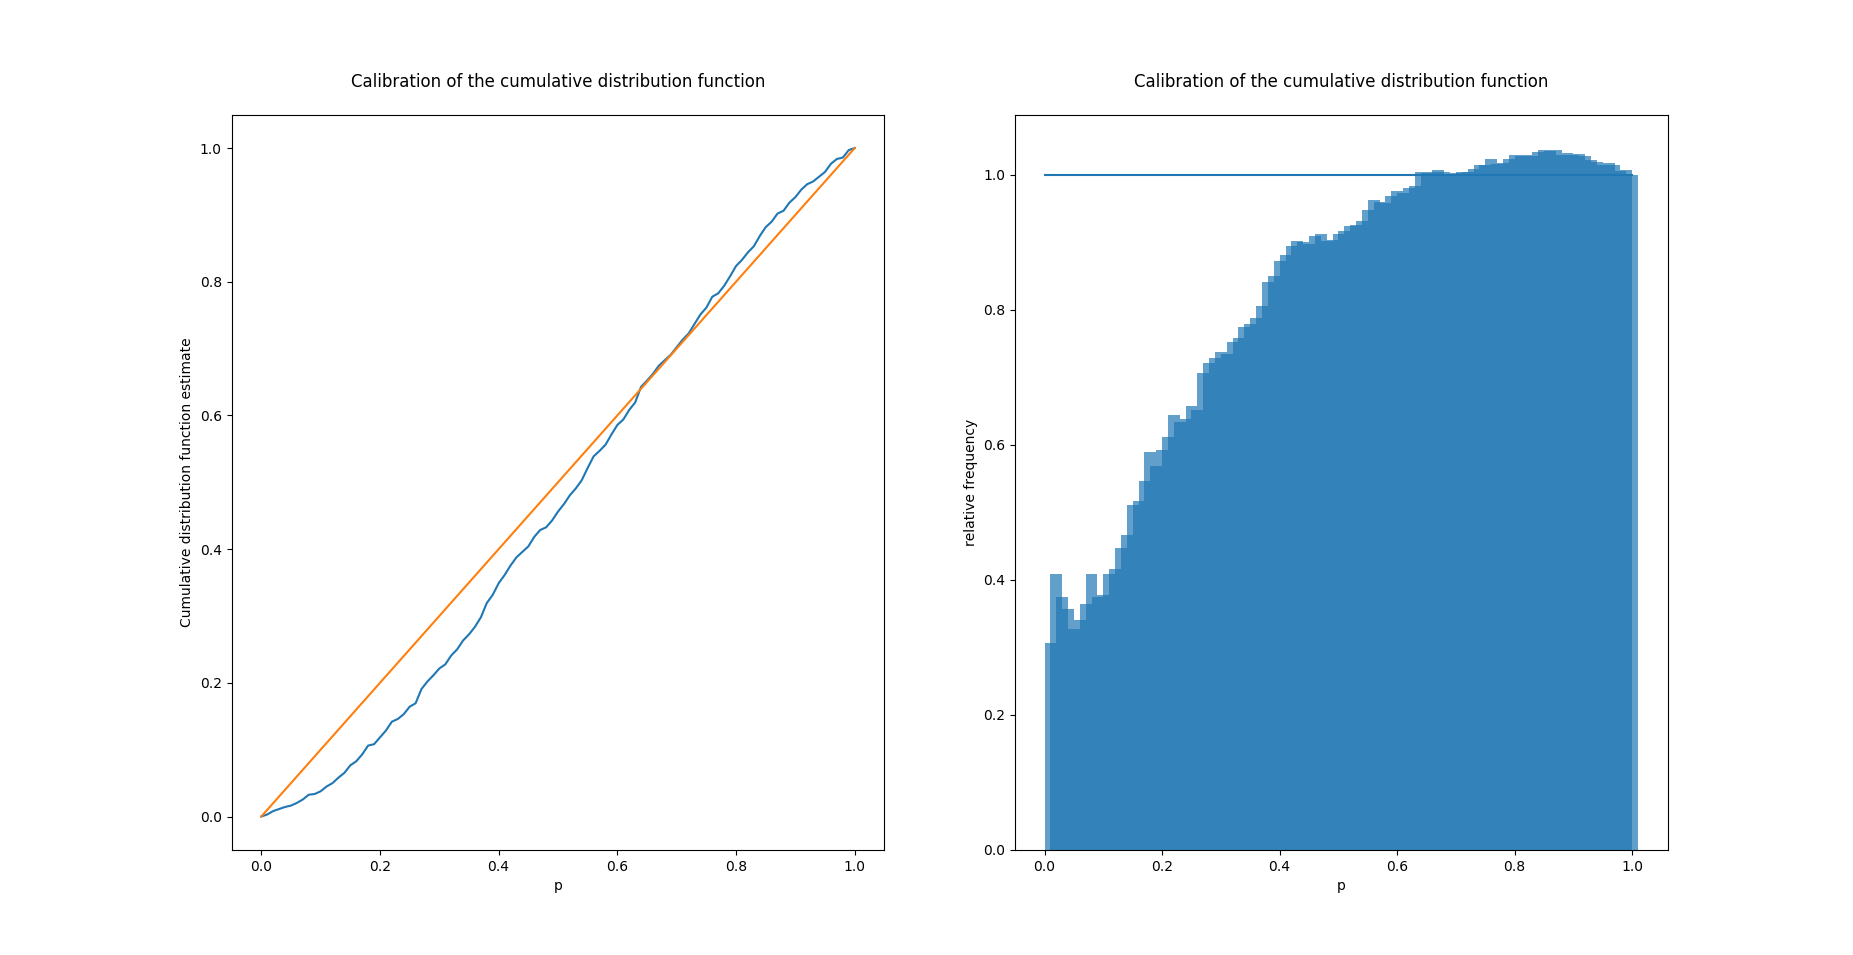 Calibration of the cumulative distribution function
Cumulative distribution function estimate
1.0
0.8
0.6
0.4
0.2
0.0
0.0 0.2 0.4 0.6 0.8 1.0
p
Calibration of the cumulative distribution function
relative frequency
1.0
0.8
0.6
0.4
0.2
0.0
0.0 0.2 0.4 0.6 0.8 1.0
p